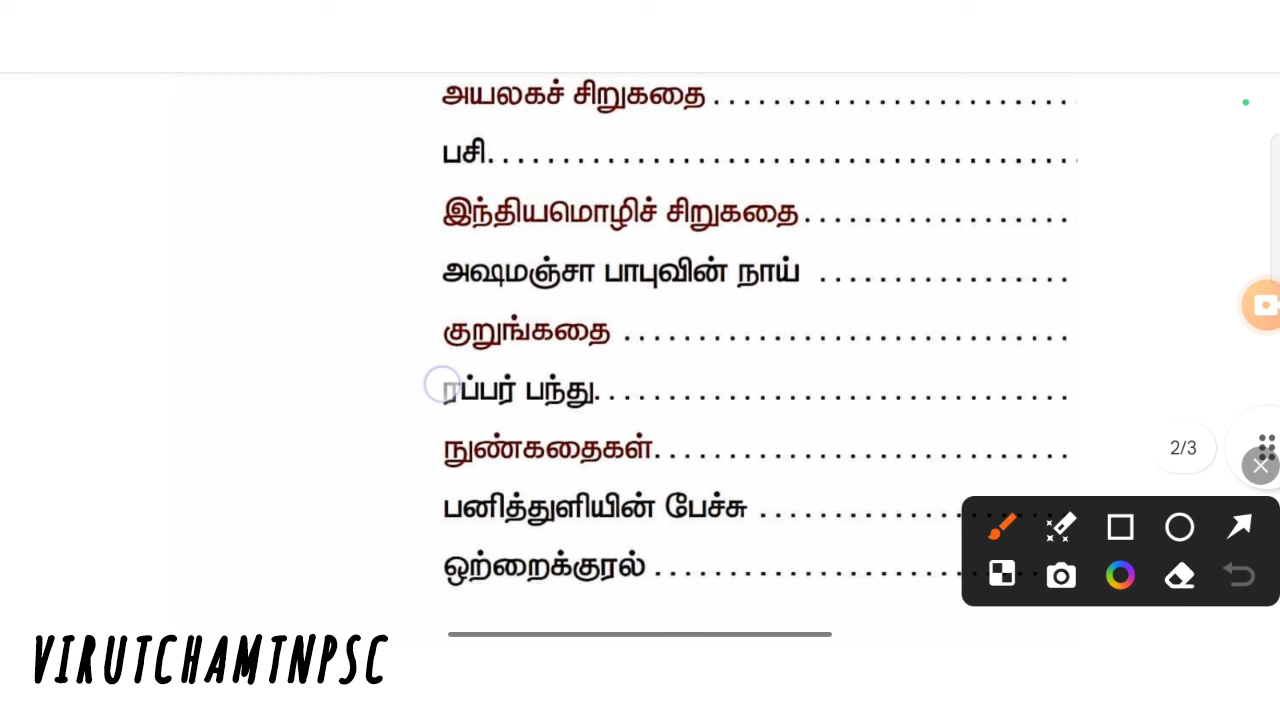 அயலகச் சிறுகதை . . . . . . . . . . . . . . . . . . . . . . . .
பசி. . . . . . . . . . . . . . . . . . . . . . . . . . . . . . . .
இந்தியமொழிச் சிறுகதை . . . . . . . . . . . . . . . . . .
அஷமஞ்சா பாபுவின் நாய் . . . . . . . . . . . . . . . . .
குறுங்கதை . . . . . . . . . . . . . . . . . . . . . . . . . . . .
ரப்பர் பந்து. . . . . . . . . . . . . . . . . . . . . . . . . . . .
நுண்கதைகள். . . . . . . . . . . . . . . . . . . . . . . . . .
2/3
பனித்துளியின் பேச்சு . . . . . . . . . . . . . . .
ஒற்றைக்குரல் . . . . . . . . . . . . . . . . . . . .
VIRUTCHAMTNPSC